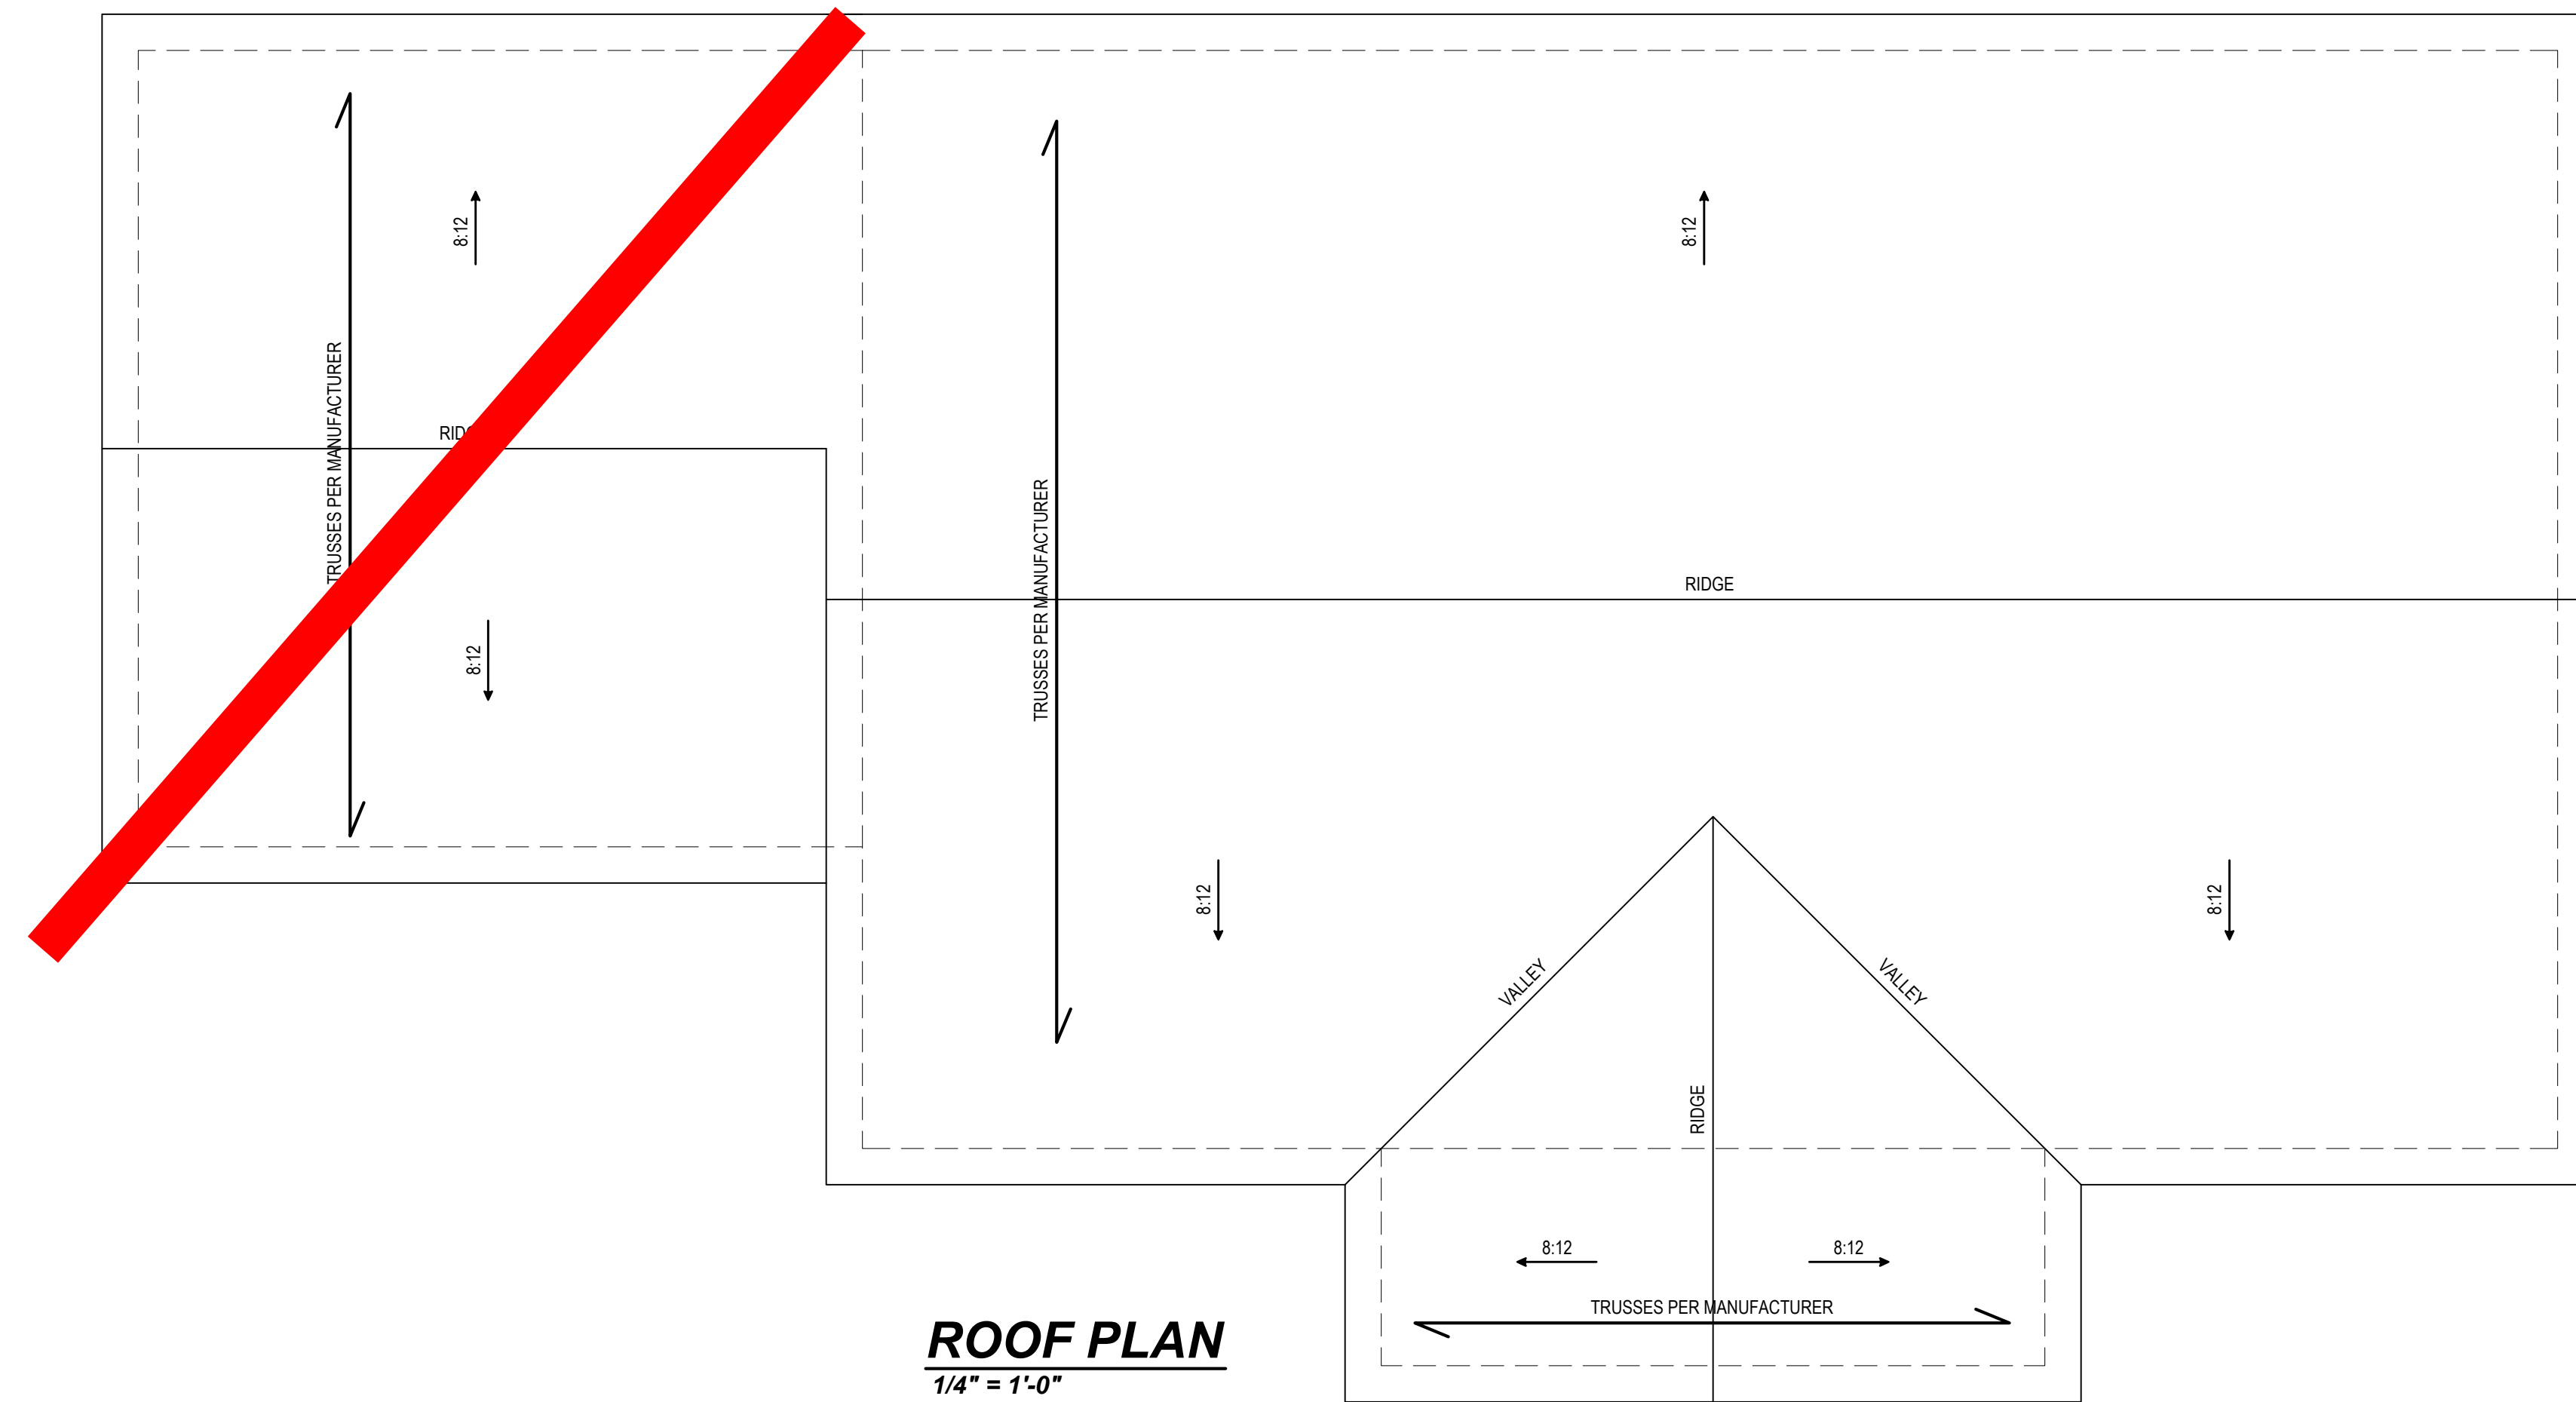 8:12
8:12
TRUSSES PER MANUFACTURER
TRUSSES PER MANUFACTURER
RIDGE
8:12
8:12
8:12
VALLEY
VALLEY
RIDGE
8:12
8:12
TRUSSES PER MANUFACTURER
ROOF PLAN
1/4" = 1'-0"